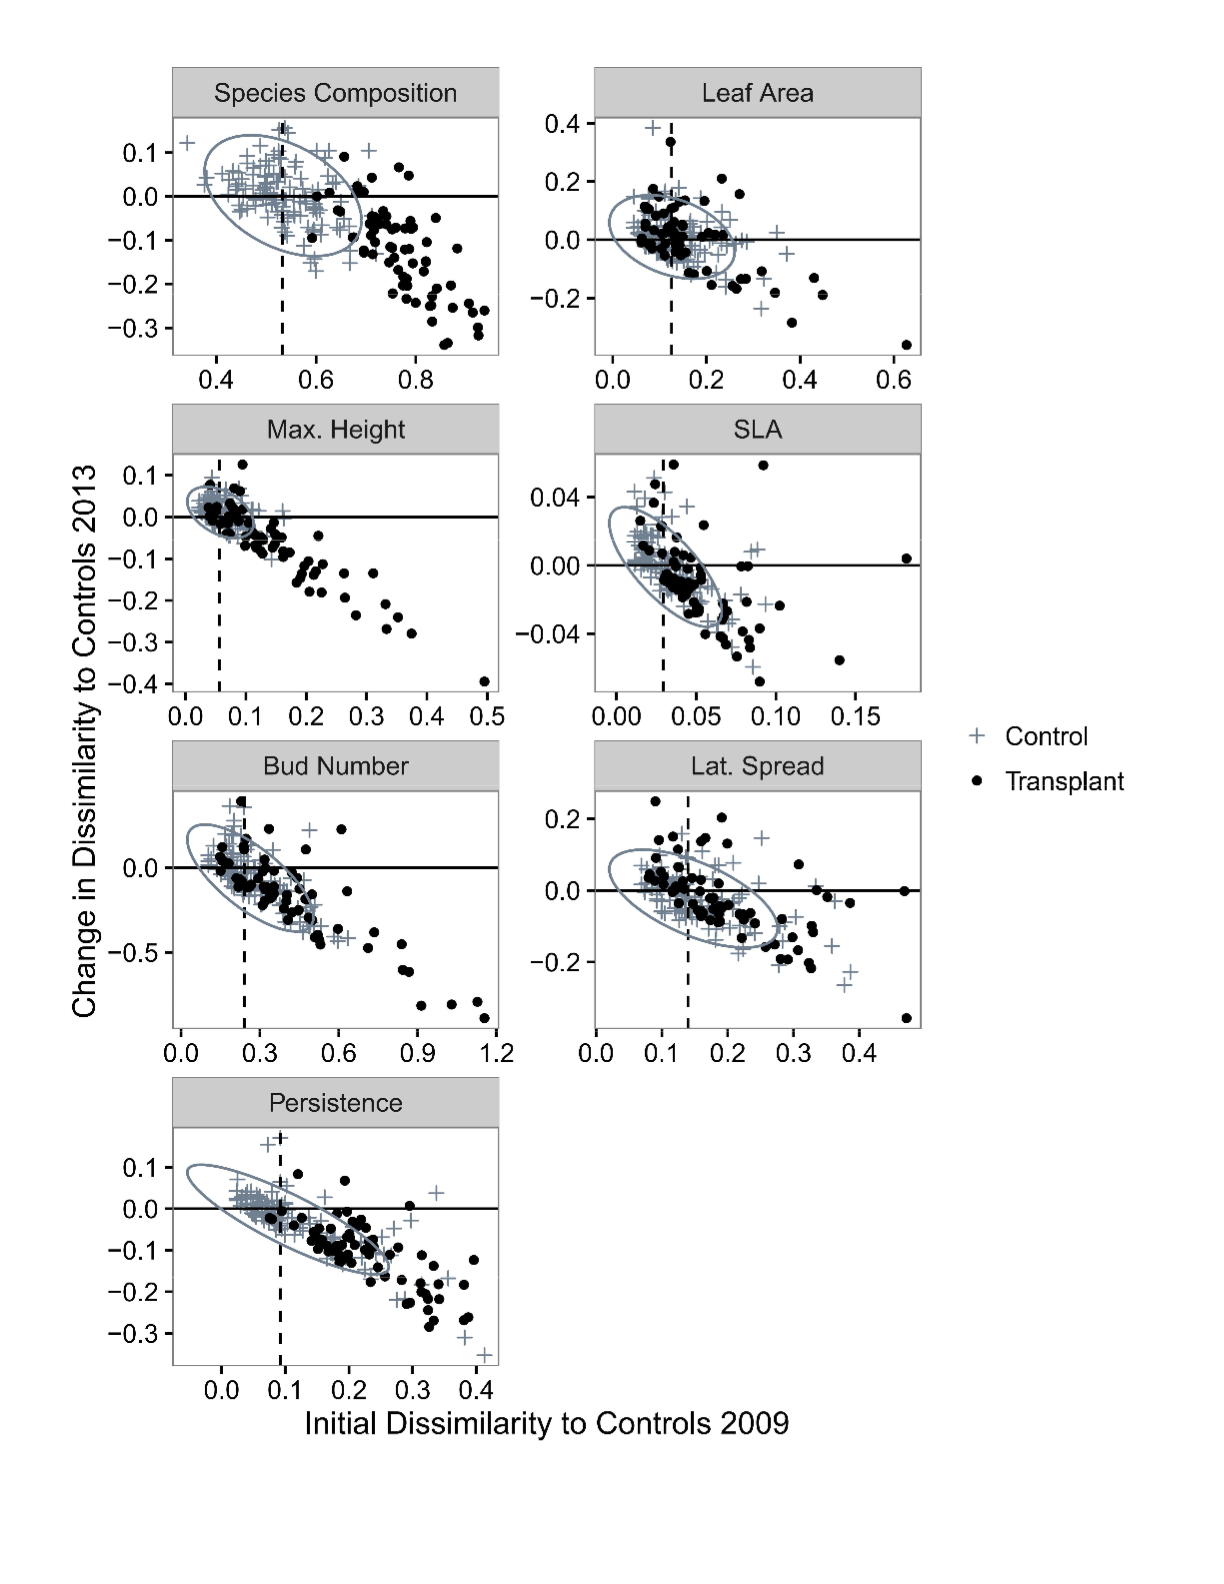 Species Composition
Leaf Area
0.1
0.0
−0.1
−0.2
−0.3
0.4 0.6 0.8
0.4
0.2
0.0
−0.2
0.0 0.2 0.4 0.6
Max. Height
SLA
0.1
0.0
−0.1
−0.2
−0.3
−0.4
0.0 0.1 0.2 0.3 0.4 0.5
0.04
0.00
−0.04
0.00 0.05 0.10 0.15
Change in Dissimilarity to Controls 2013
Control
Transplant
Bud Number
Lat. Spread
0.0
−0.5
0.0 0.3 0.6 0.9 1.2
0.2
0.0
−0.2
0.0 0.1 0.2 0.3 0.4
Persistence
0.1
0.0
−0.1
−0.2
−0.3
0.0 0.1 0.2 0.3 0.4
Initial Dissimilarity to Controls 2009